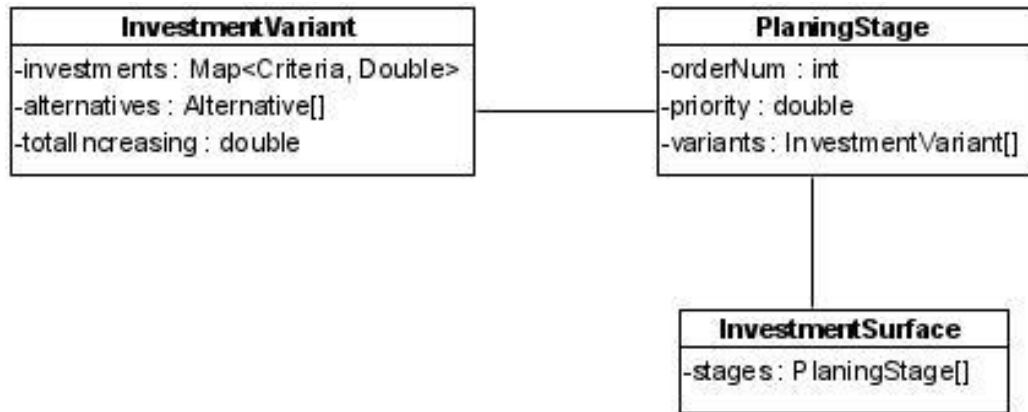 InvestmentVariant
-investments : Map<Criteria, Double>
-alternatives : Alternative[]
-totalIncreasing : double
PlaningStage
-orderNum : int
-priority : double
-variants : InvestmentVariant[]
InvestmentSurface
-stages : PlaningStage[]